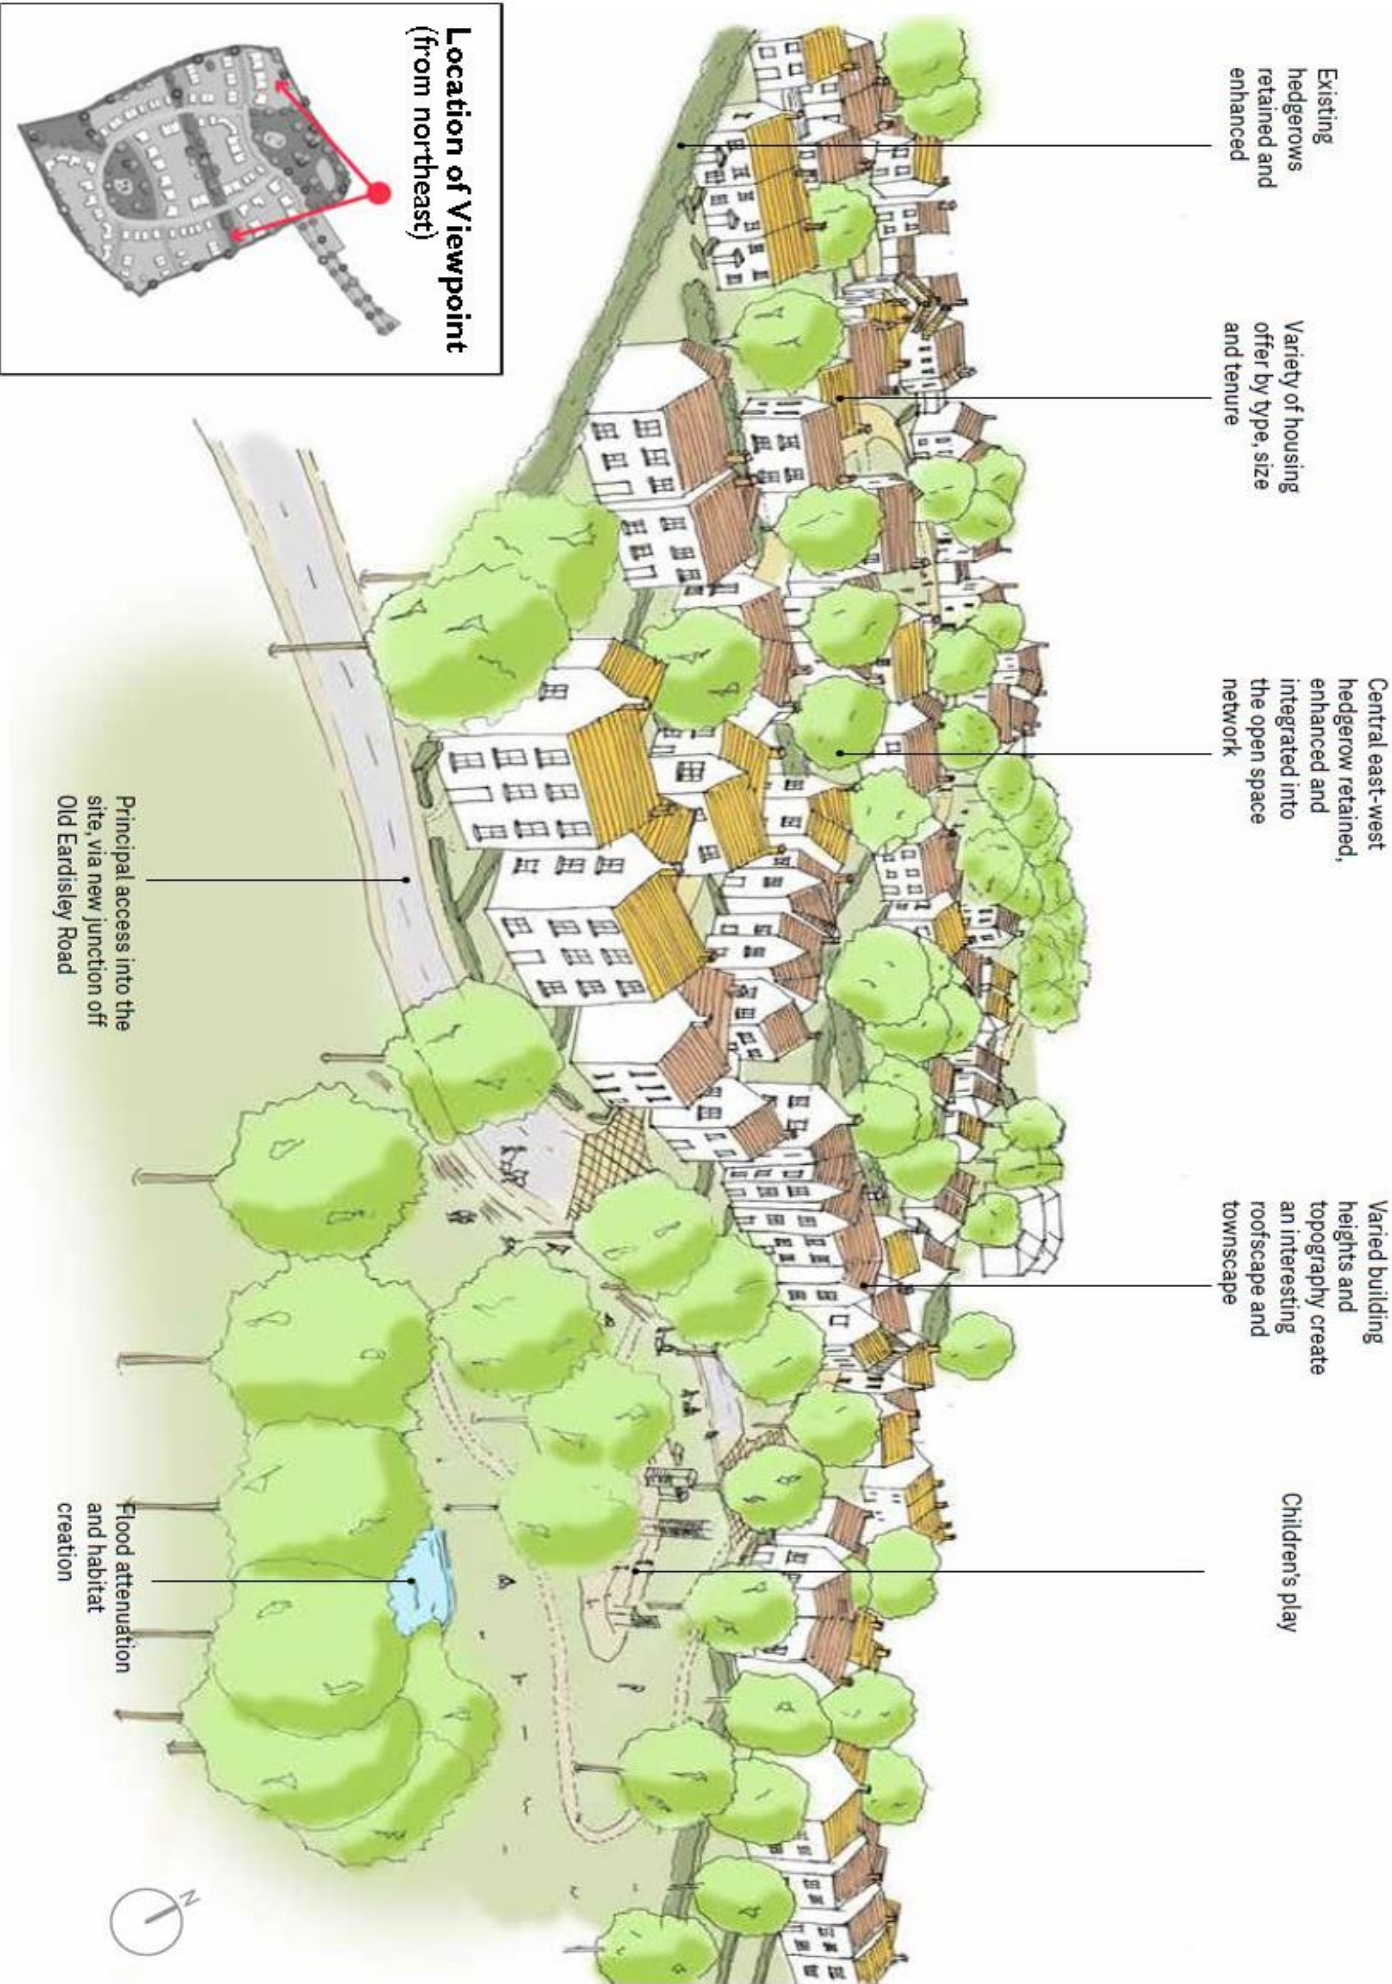 Existing
hedgerows
retained and
enhanced
Variety of housing
offer by type, size
and tenure
Central east-west
hedgerow retained,
enhanced and
integrated into
the open space
network
Varied building
heights and
topography create
an interesting
roofscape and
townscape
Children's play
Location of Viewpoint
(from northeast)
Principal access into the
site, via new junction off
Old Eardisley Road
Flood attenuation
and habitat
creation
N